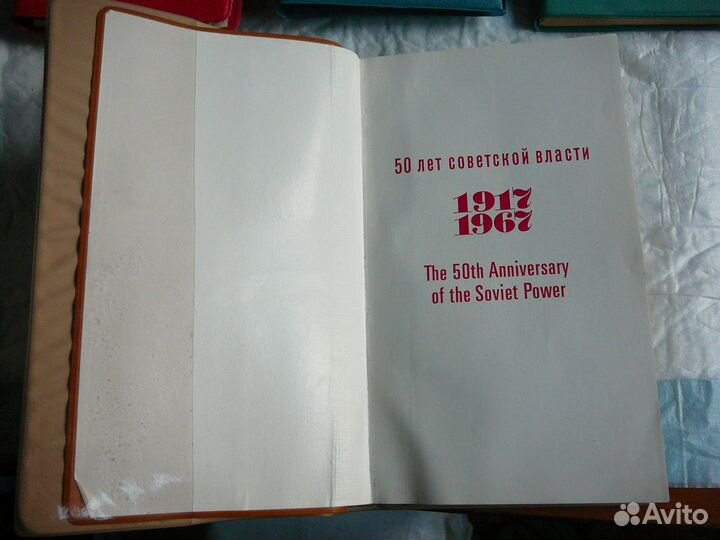 50 лет советской власти
1917
1967
The 50th Anniversary
of the Soviet Power
Avito